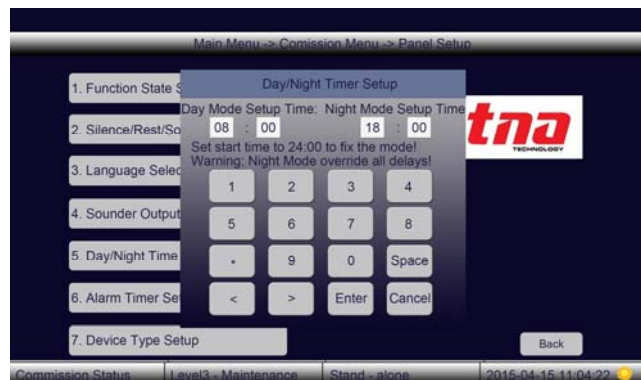 Main Menu -> Comission Menu -> Panel Setup
1. Function State S
2. Silence/Rest/So
3. Language Selec
4. Sounder Output
5. Day/Night Time
6. Alarm Timer Se
7. Device Type Setup
Day/Night Timer Setup
Day Mode Setup Time: Night Mode Setup Time
08 : 00 18 : 00
Set start time to 24:00 to fix the mode!
Warning: Night Mode override all delays!
1 2 3 4
5 6 7 8
9 0 Space
< > Enter Cancel
tna
TECHNOLOGY
Back
Commission Status Level3 - Maintenance Stand - alone 2015-04-15 11:04:22